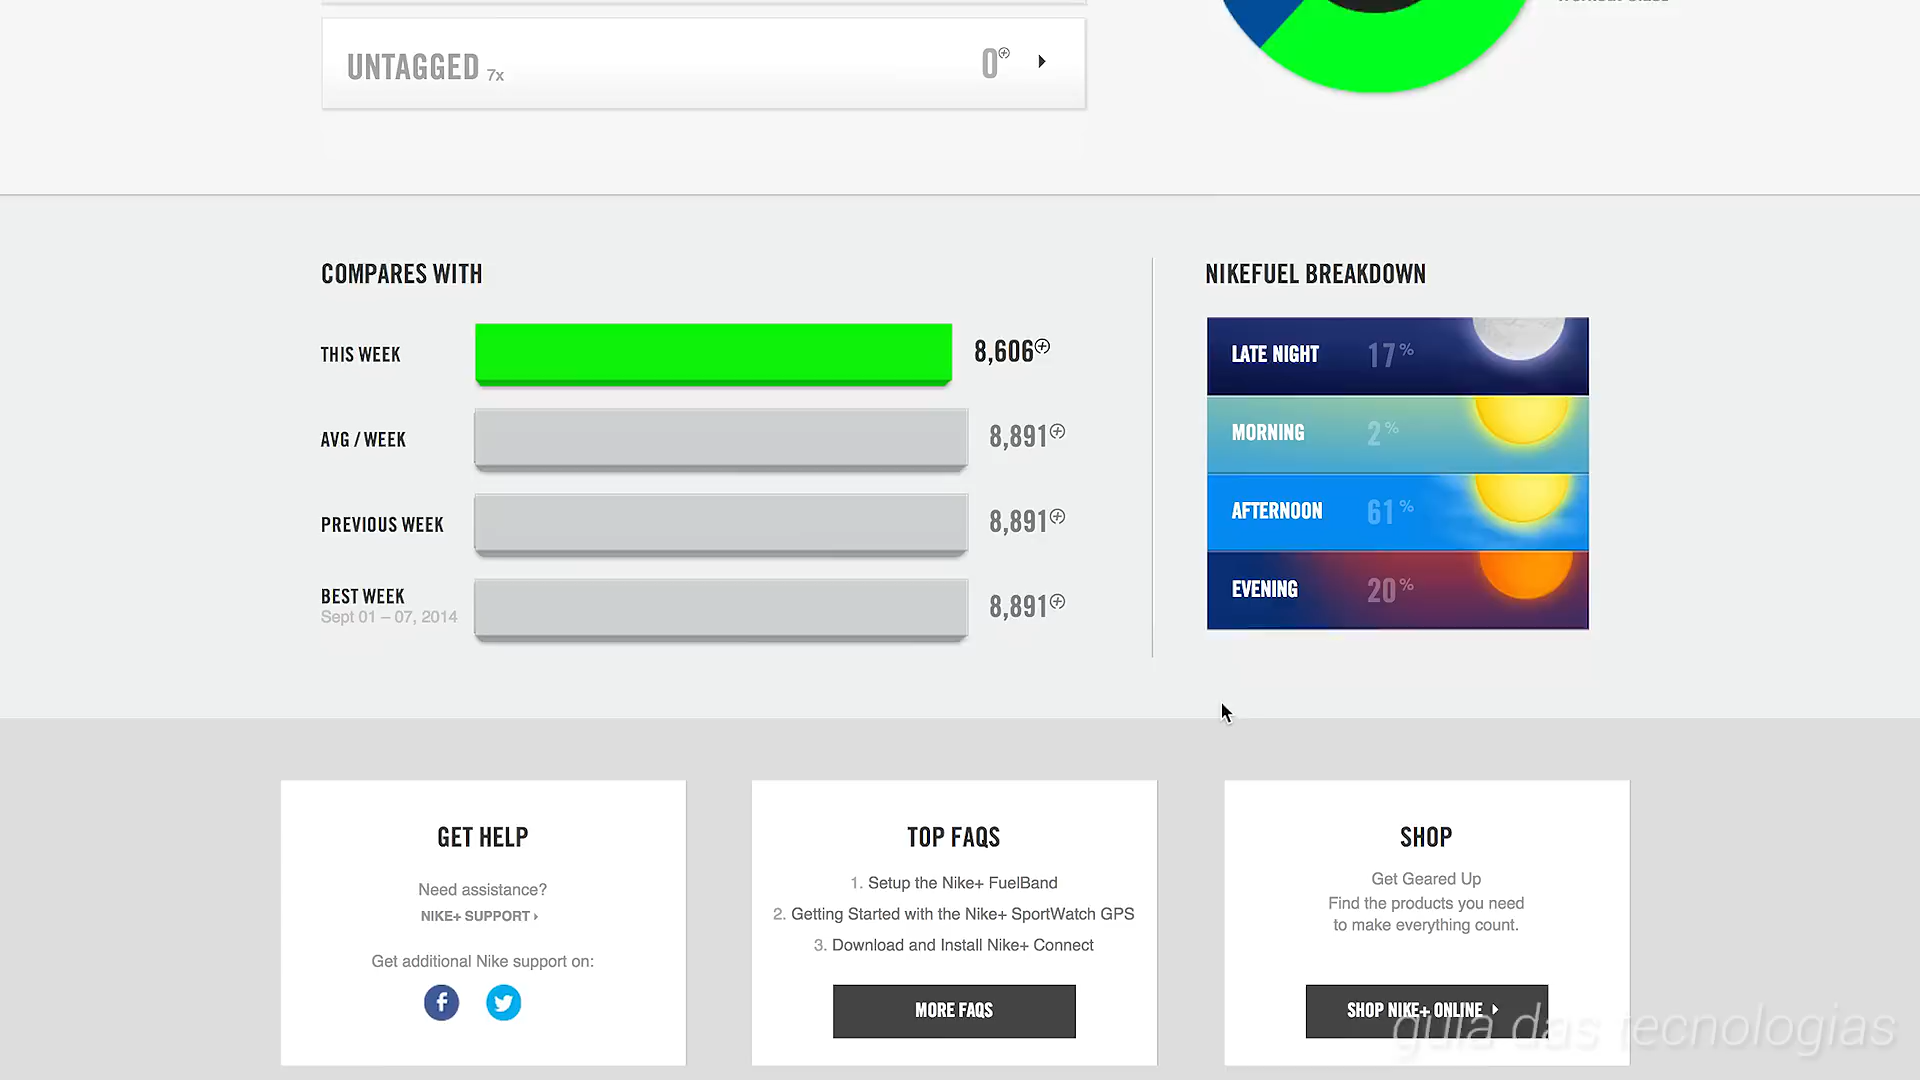 UNTAGGED 7x 0
COMPARES WITH
THIS WEEK 8,606
AVG / WEEK 8,891
PREVIOUS WEEK 8,891
BEST WEEK 8,891
Sept 01 – 07, 2014
NIKEFUEL BREAKDOWN
LATE NIGHT 17 %
MORNING 2 %
AFTERNOON 61 %
EVENING 20 %
GET HELP
Need assistance?
NIKE+ SUPPORT
Get additional Nike support on:
TOP FAQS
1. Setup the Nike+ FuelBand
2. Getting Started with the Nike+ SportWatch GPS
3. Download and Install Nike+ Connect
MORE FAQS
SHOP
Get Geared Up
Find the products you need
to make everything count.
SHOP NIKE+ ONLINE
guia das tecnologias